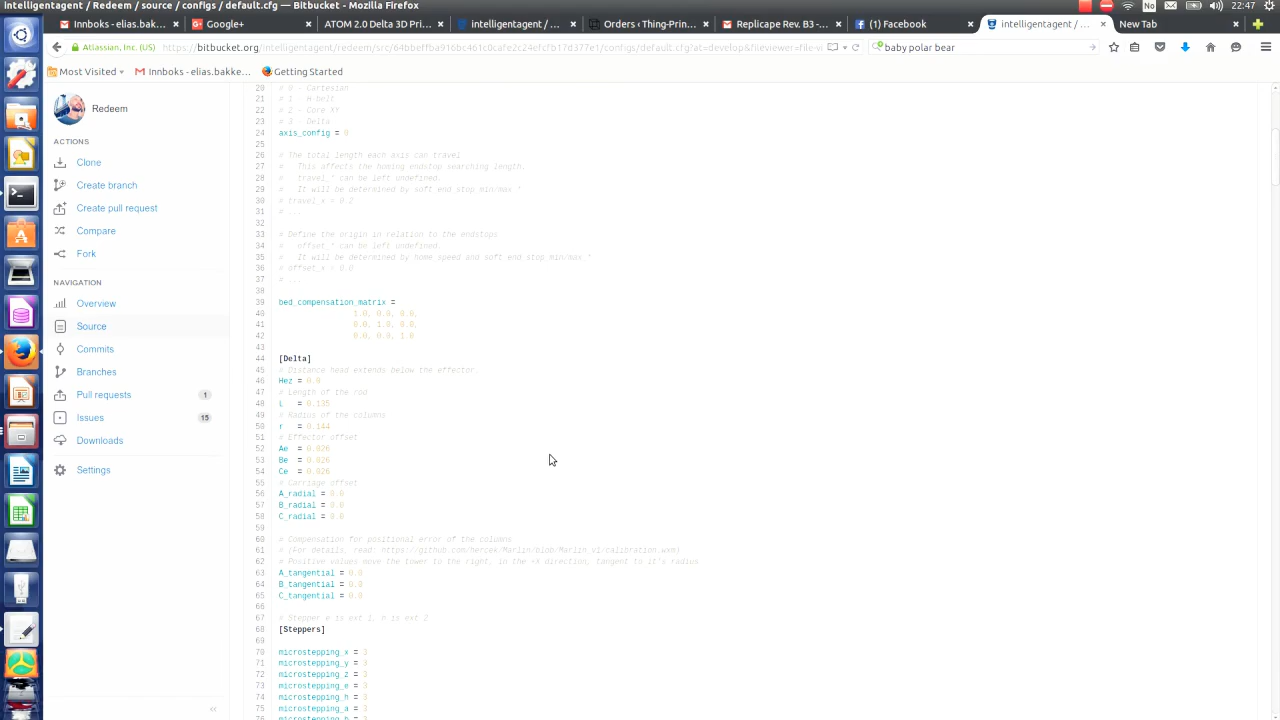 intelligentagent / Redeem / source / configs / default.cfg — Bitbucket - Mozilla Firefox
No
22:47
Innboks - elias.bak...
Google+
ATOM 2.0 Delta 3D Pri...
intelligentagent / ...
Orders ‹ Thing-Prin...
Replicape Rev. B3 -...
(1) Facebook
intelligentagent / ...
New Tab
Atlassian, Inc. (US)
baby polar bear
Most Visited
Innboks - elias.bakke...
Getting Started
Redeem
ACTIONS
Clone
Create branch
Create pull request
Compare
Fork
NAVIGATION
Overview
Source
Commits
Branches
Pull requests 1
Issues 15
Downloads
Settings
20 # 0 - Cartesian
21 # 1 - H-belt
22 # 2 - Core XY
23 # 3 - Delta
24 axis_config = 0
25
26 # The total length each axis can travel
27 # This affects the homing endstop searching length.
28 # travel_* can be left undefined.
29 # It will be determined by soft_end_stop_min/max_*
30 # travel_x = 0.2
31 # ...
32
33 # Define the origin in relation to the endstops
34 # offset_* can be left undefined.
35 # It will be determined by home_speed and soft_end_stop_min/max_*
36 # offset_x = 0.0
37 # ...
38
39 bed_compensation_matrix =
40 1.0, 0.0, 0.0,
41 0.0, 1.0, 0.0,
42 0.0, 0.0, 1.0
43
44 [Delta]
45 # Distance head extends below the effector.
46 Hez = 0.0
47 # Length of the rod
48 L = 0.135
49 # Radius of the columns
50 r = 0.144
51 # Effector offset
52 Ae = 0.026
53 Be = 0.026
54 Ce = 0.026
55 # Carriage offset
56 A_radial = 0.0
57 B_radial = 0.0
58 C_radial = 0.0
59
60 # Compensation for positional error of the columns
61 # (For details, read: https://github.com/hercek/Marlin/blob/Marlin_v1/calibration.wxm)
62 # Positive values move the tower to the right, in the +X direction, tangent to it's radius
63 A_tangential = 0.0
64 B_tangential = 0.0
65 C_tangential = 0.0
66
67 # Stepper e is ext 1, h is ext 2
68 [Steppers]
69
70 microstepping_x = 3
71 microstepping_y = 3
72 microstepping_z = 3
73 microstepping_e = 3
74 microstepping_h = 3
75 microstepping_a = 3
76 microstepping_b = 3